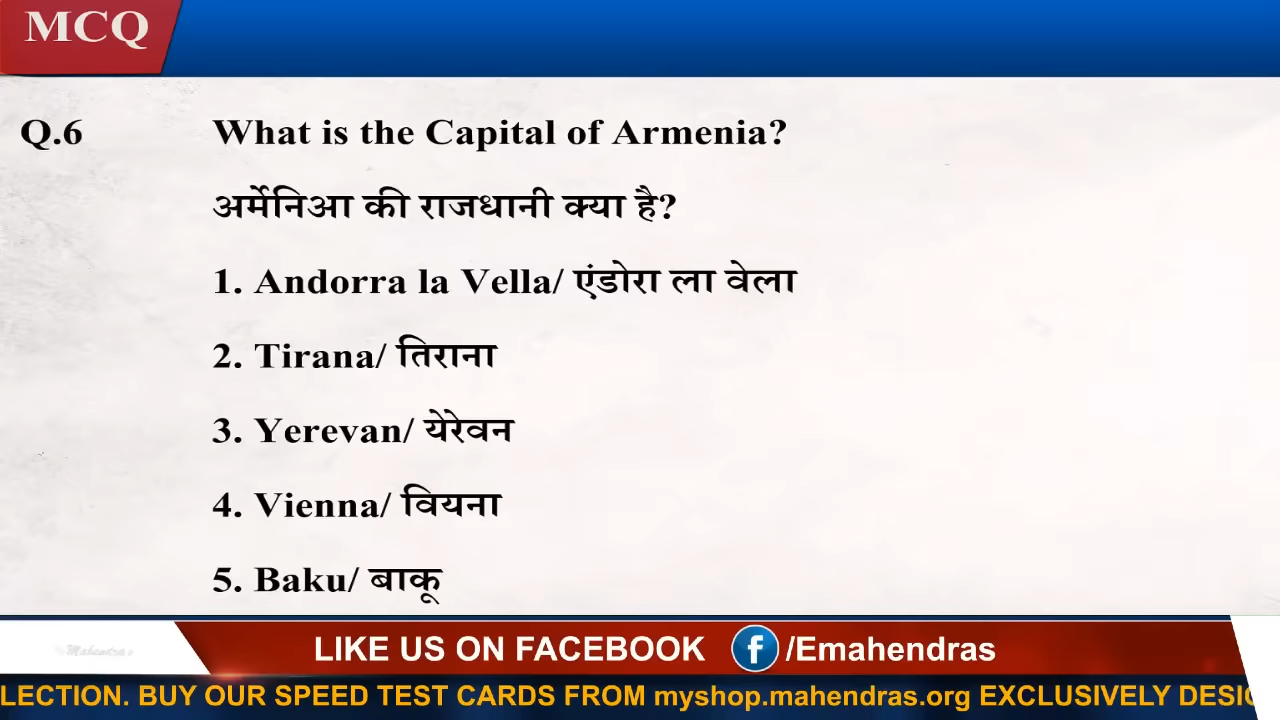 MCQ
Q.6 What is the Capital of Armenia?
अर्मेनिआ की राजधानी क्या है?
1. Andorra la Vella/ एंडोरा ला वेला
2. Tirana/ तिराना
3. Yerevan/ येरेवन
4. Vienna/ वियना
5. Baku/ बाकू
Mahendras
LIKE US ON FACEBOOK f /Emahendras
LECTION. BUY OUR SPEED TEST CARDS FROM myshop.mahendras.org EXCLUSIVELY DESIG